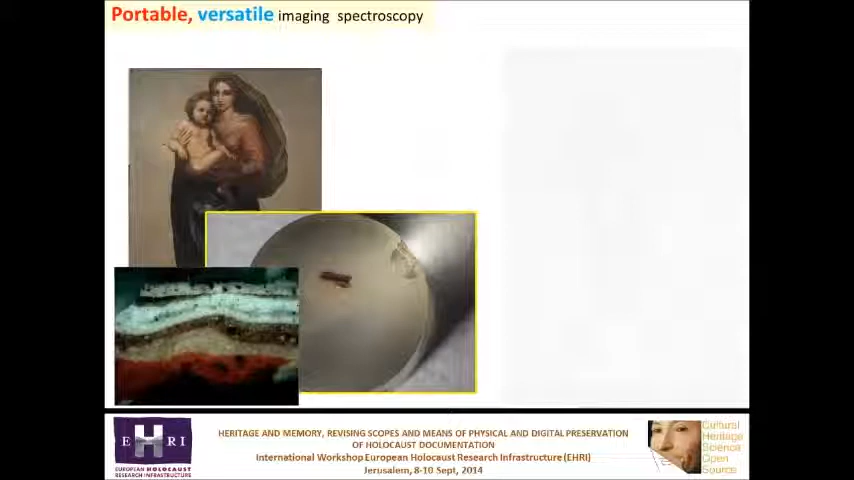 Portable, versatile imaging spectroscopy
EHRI
EUROPEAN HOLOCAUST
RESEARCH INFRASTRUCTURE
HERITAGE AND MEMORY, REVISING SCOPES AND MEANS OF PHYSICAL AND DIGITAL PRESERVATION
OF HOLOCAUST DOCUMENTATION
International Workshop European Holocaust Research Infrastructure (EHRI)
Jerusalem, 8-10 Sept, 2014
Cultural
Heritage
Science
Open
Source